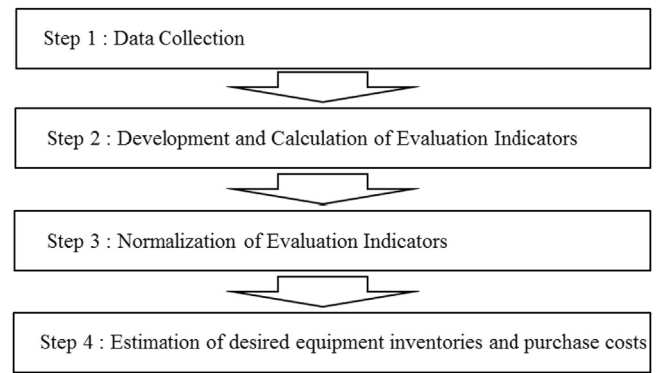 Step 1 : Data Collection
Step 2 : Development and Calculation of Evaluation Indicators
Step 3 : Normalization of Evaluation Indicators
Step 4 : Estimation of desired equipment inventories and purchase costs